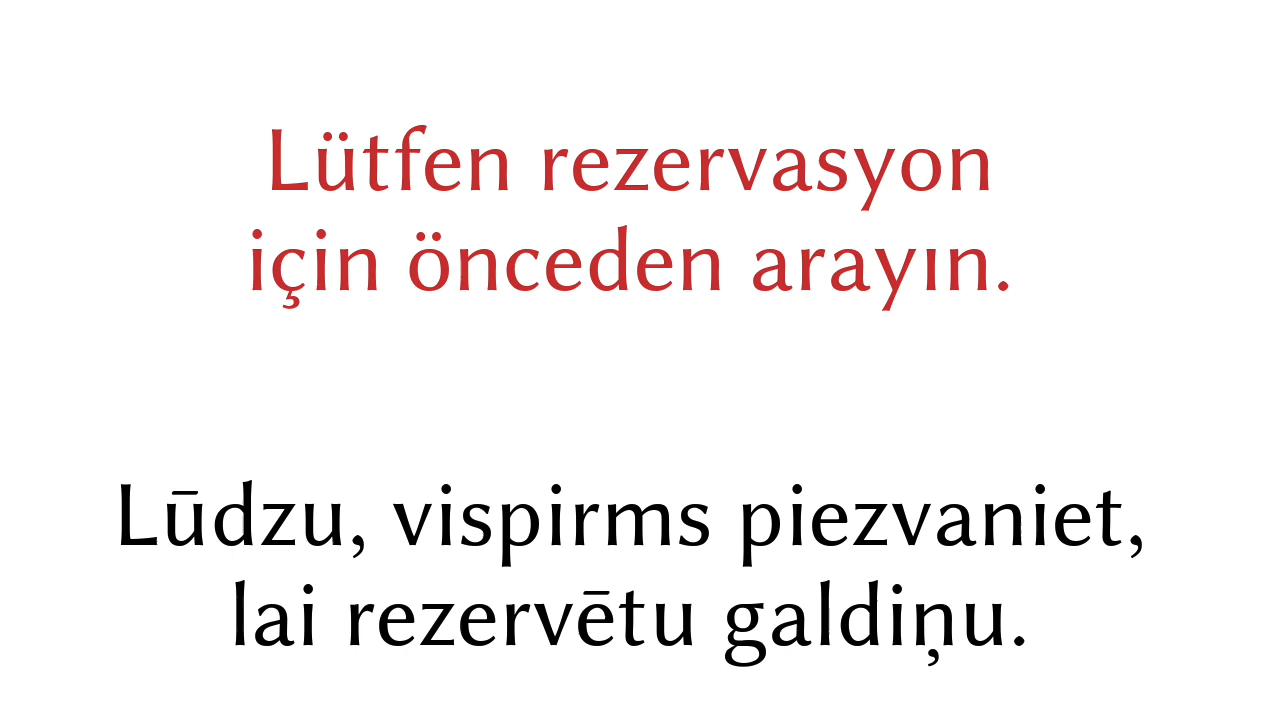 Lütfen rezervasyon
için önceden arayın.
Lūdzu, vispirms piezvaniet,
lai rezervētu galdiņu.